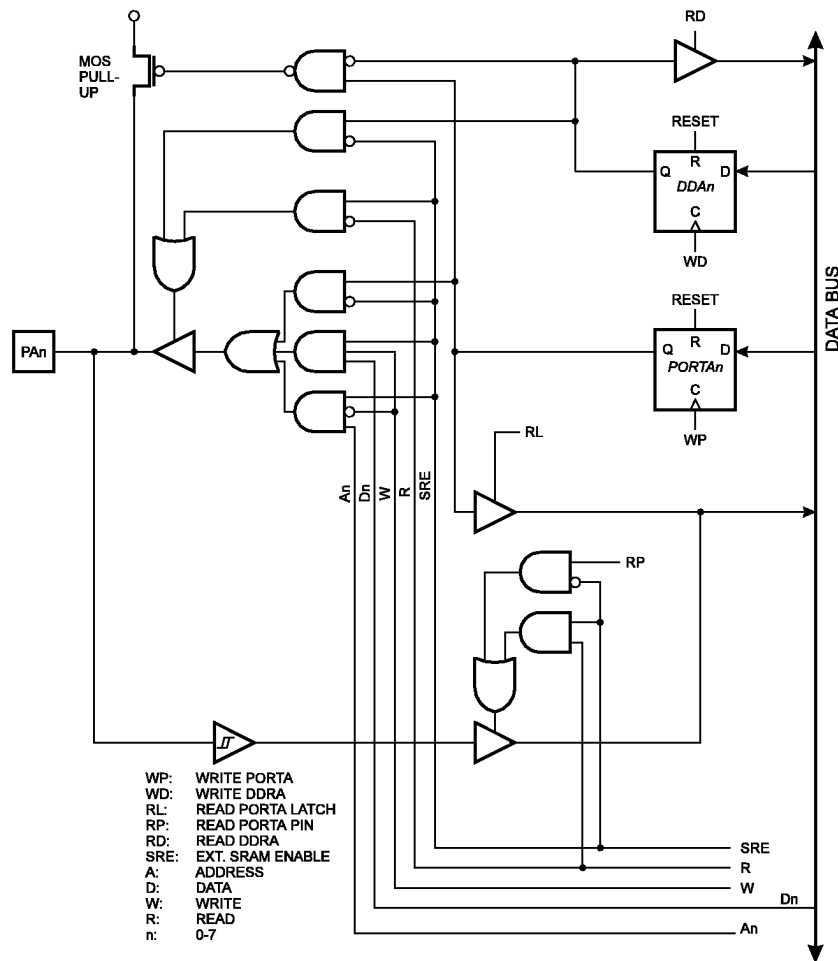 RD
MOS
PULL-
UP
RESET
R
Q
D
DDAn
C
WD
RESET
R
Q
D
PORTAn
C
WP
DATA BUS
PAn
RL
An
Dn
W
R
SRE
RP
WP: WRITE PORTA
WD: WRITE DDRA
RL: READ PORTA LATCH
RP: READ PORTA PIN
RD: READ DDRA
SRE: EXT. SRAM ENABLE
A: ADDRESS
D: DATA
W: WRITE
R: READ
n: 0-7
SRE
R
W
Dn
An